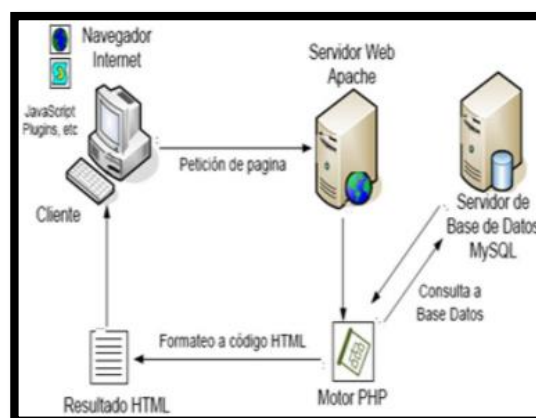 Navegador
Internet
JavaScript
Plugins, etc
Cliente
Petición de pagina
Servidor Web
Apache
Servidor de
Base de Datos
MySQL
Consulta a
Base Datos
Formateo a código HTML
Motor PHP
Resultado HTML